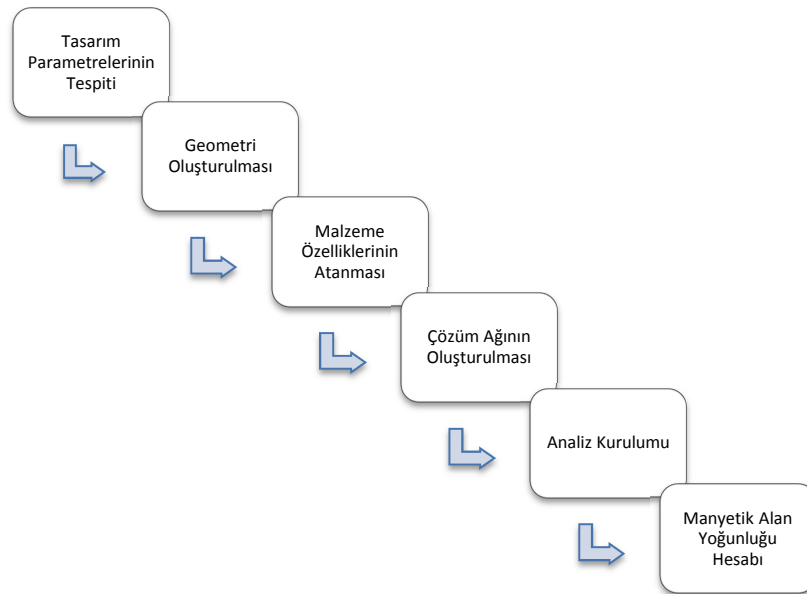 Tasarım
Parametrelerinin
Tespiti
Geometri
Oluşturulması
Malzeme
Özelliklerinin
Atanması
Çözüm Ağının
Oluşturulması
Analiz Kurulumu
Manyetik Alan
Yoğunluğu
Hesabı